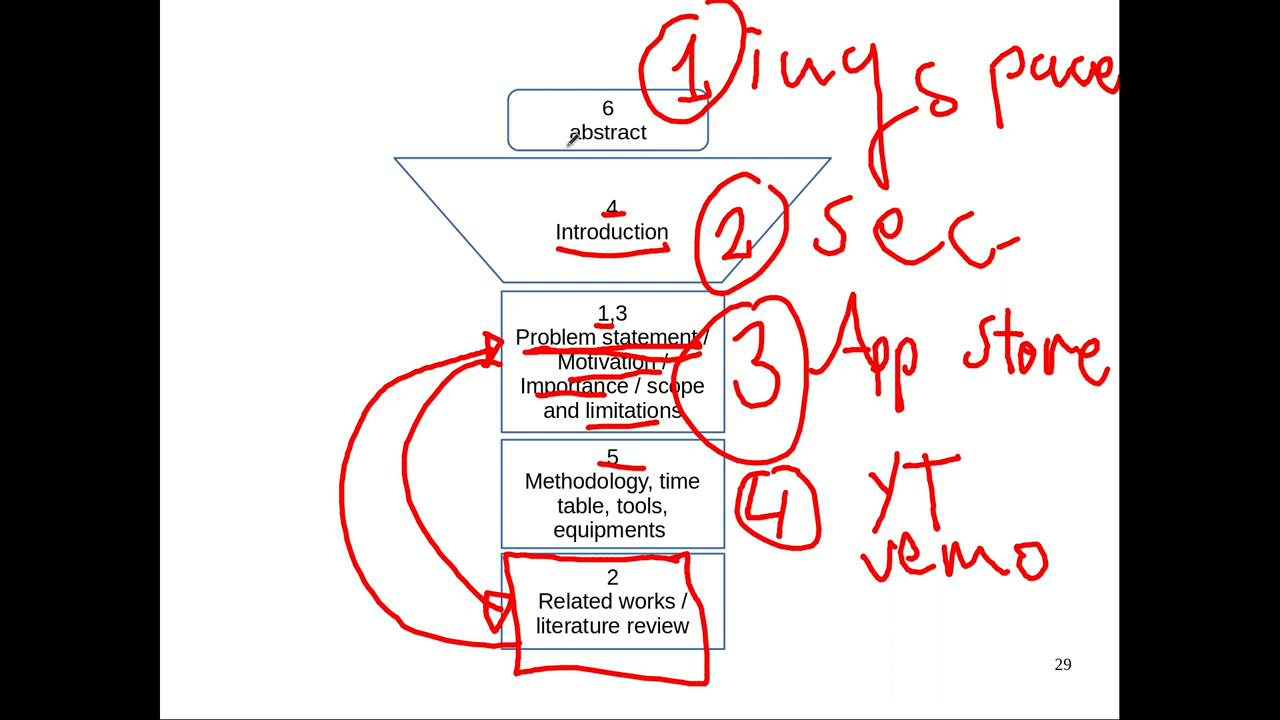 6
abstract
4
Introduction
1,3
Problem statement /
Motivation /
Importance / scope
and limitations
5
Methodology, time
table, tools,
equipments
2
Related works /
literature review
1
2 sec
3 App store
4 YT
vemo
29